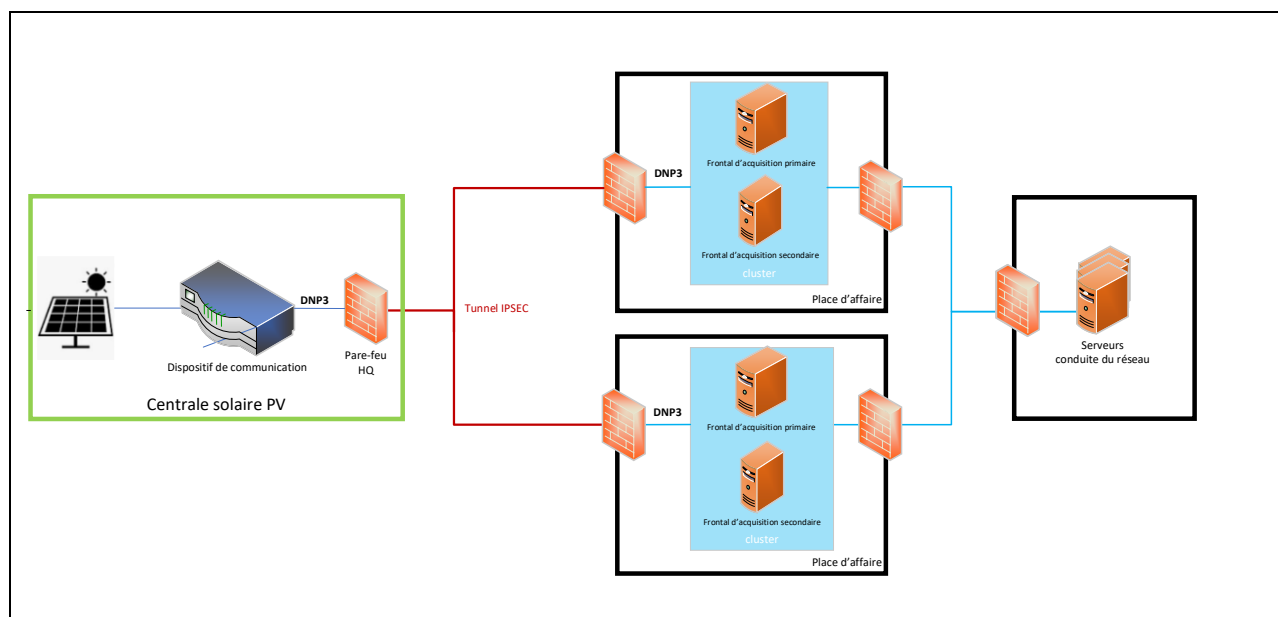 DNP3
Dispositif de communication
Pare-feu
HQ
Centrale solaire PV
Tunnel IPSEC
DNP3
Frontal d'acquisition primaire
Frontal d'acquisition secondaire
cluster
Place d'affaire
DNP3
Frontal d'acquisition primaire
Frontal d'acquisition secondaire
cluster
Place d'affaire
Serveurs
conduite du réseau